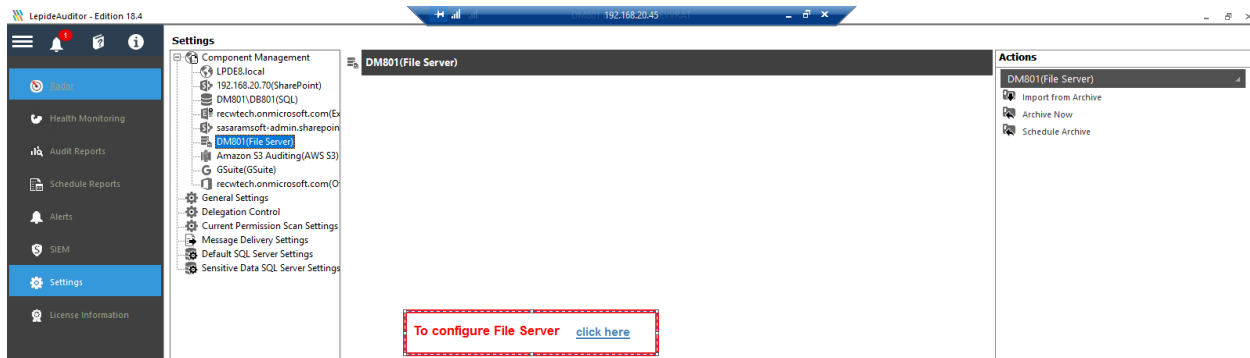 LepideAuditor - Edition 18.4
192.168.20.45
1
Settings
Component Management
LPDE8.local
192.168.20.70(SharePoint)
DM801\DB801(SQL)
recwtech.onmicrosoft.com(Ex
sasaramsoft-admin.sharepoin
DM801(File Server)
Amazon S3 Auditing(AWS S3)
GSuite(GSuite)
recwtech.onmicrosoft.com(O
General Settings
Delegation Control
Current Permission Scan Settings
Message Delivery Settings
Default SQL Server Settings
Sensitive Data SQL Server Settings
Radar
Health Monitoring
Audit Reports
Schedule Reports
Alerts
SIEM
Settings
License Information
DM801(File Server)
To configure File Server click here
Actions
DM801(File Server)
Import from Archive
Archive Now
Schedule Archive